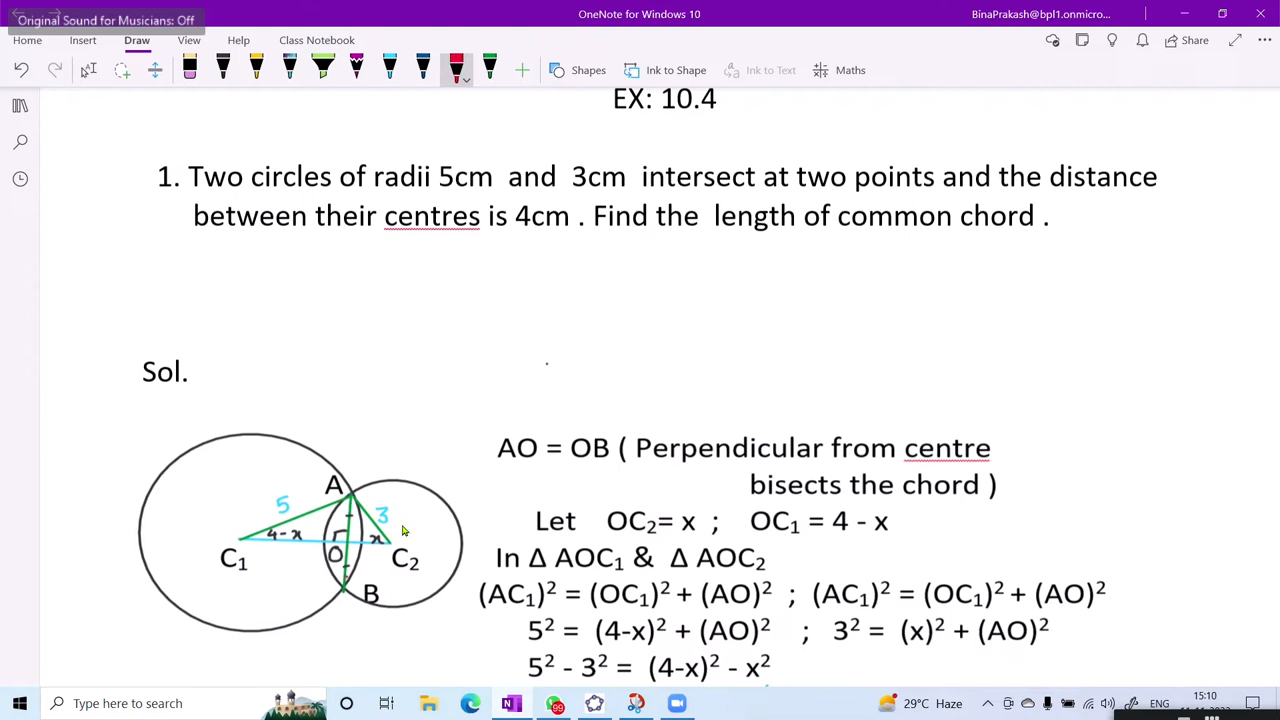 Original Sound for Musicians: Off
OneNote for Windows 10
BinaPrakash@bpl1.onmicro...
Home Insert Draw View Help Class Notebook
Share
Shapes Ink to Shape Ink to Text Maths
EX: 10.4
1. Two circles of radii 5cm and 3cm intersect at two points and the distance
between their centres is 4cm . Find the length of common chord .
Sol.
AO = OB ( Perpendicular from centre
bisects the chord )
Let OC₂= x ; OC₁ = 4 - x
In Δ AOC₁ & Δ AOC₂
(AC₁)² = (OC₁)² + (AO)² ; (AC₁)² = (OC₁)² + (AO)²
5² = (4-x)² + (AO)² ; 3² = (x)² + (AO)²
5² - 3² = (4-x)² - x²
A
5 3
4-x x
C₁ O C₂
B
Type here to search
99
29°C Haze
ENG
15:10